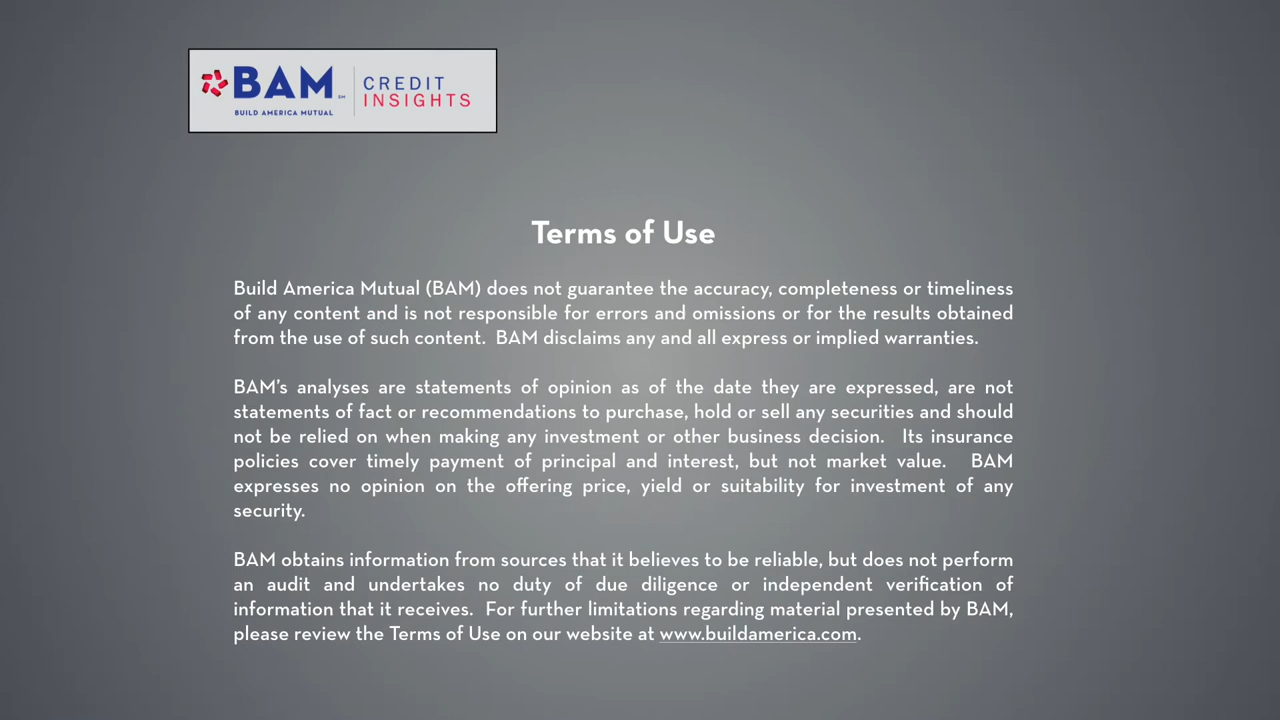 BAM SM
BUILD AMERICA MUTUAL
CREDIT
INSIGHTS
Terms of Use
Build America Mutual (BAM) does not guarantee the accuracy, completeness or timeliness
of any content and is not responsible for errors and omissions or for the results obtained
from the use of such content. BAM disclaims any and all express or implied warranties.
BAM's analyses are statements of opinion as of the date they are expressed, are not
statements of fact or recommendations to purchase, hold or sell any securities and should
not be relied on when making any investment or other business decision. Its insurance
policies cover timely payment of principal and interest, but not market value. BAM
expresses no opinion on the offering price, yield or suitability for investment of any
security.
BAM obtains information from sources that it believes to be reliable, but does not perform
an audit and undertakes no duty of due diligence or independent verification of
information that it receives. For further limitations regarding material presented by BAM,
please review the Terms of Use on our website at www.buildamerica.com.